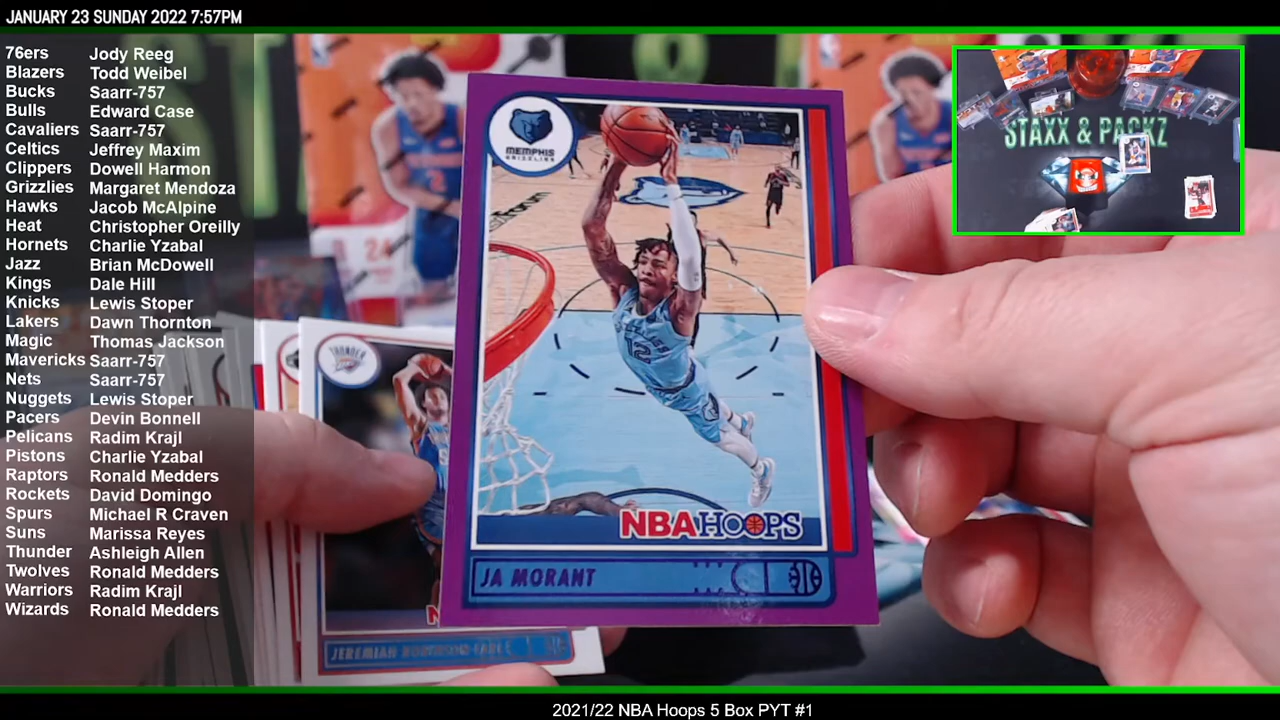 JANUARY 23 SUNDAY 2022 7:57PM
76ers Jody Reeg
Blazers Todd Weibel
Bucks Saarr-757
Bulls Edward Case
Cavaliers Saarr-757
Celtics Jeffrey Maxim
Clippers Dowell Harmon
Grizzlies Margaret Mendoza
Hawks Jacob McAlpine
Heat Christopher Oreilly
Hornets Charlie Yzabal
Jazz Brian McDowell
Kings Dale Hill
Knicks Lewis Stoper
Lakers Dawn Thornton
Magic Thomas Jackson
Mavericks Saarr-757
Nets Saarr-757
Nuggets Lewis Stoper
Pacers Devin Bonnell
Pelicans Radim Krajl
Pistons Charlie Yzabal
Raptors Ronald Medders
Rockets David Domingo
Spurs Michael R Craven
Suns Marissa Reyes
Thunder Ashleigh Allen
Twolves Ronald Medders
Warriors Radim Krajl
Wizards Ronald Medders
MEMPHIS
GRIZZLIES
12
NBA HOOPS
JA MORANT
THUNDER
JEREMIAH
24
STAXX & PACKZ
2021/22 NBA Hoops 5 Box PYT #1